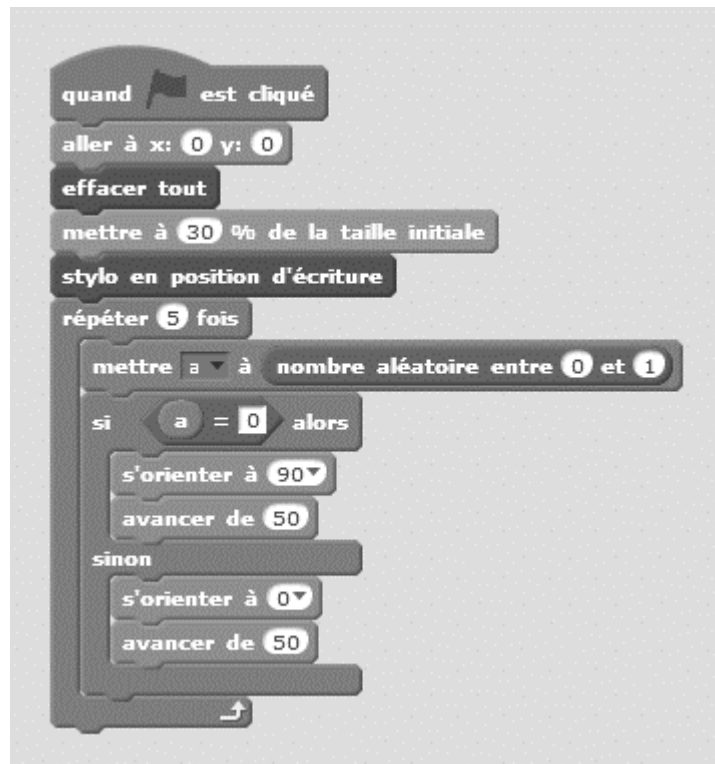 quand est cliqué
aller à x: 0 y: 0
effacer tout
mettre à 30 % de la taille initiale
stylo en position d'écriture
répéter 5 fois
mettre a à nombre aléatoire entre 0 et 1
si a = 0 alors
s'orienter à 90
avancer de 50
sinon
s'orienter à 0
avancer de 50